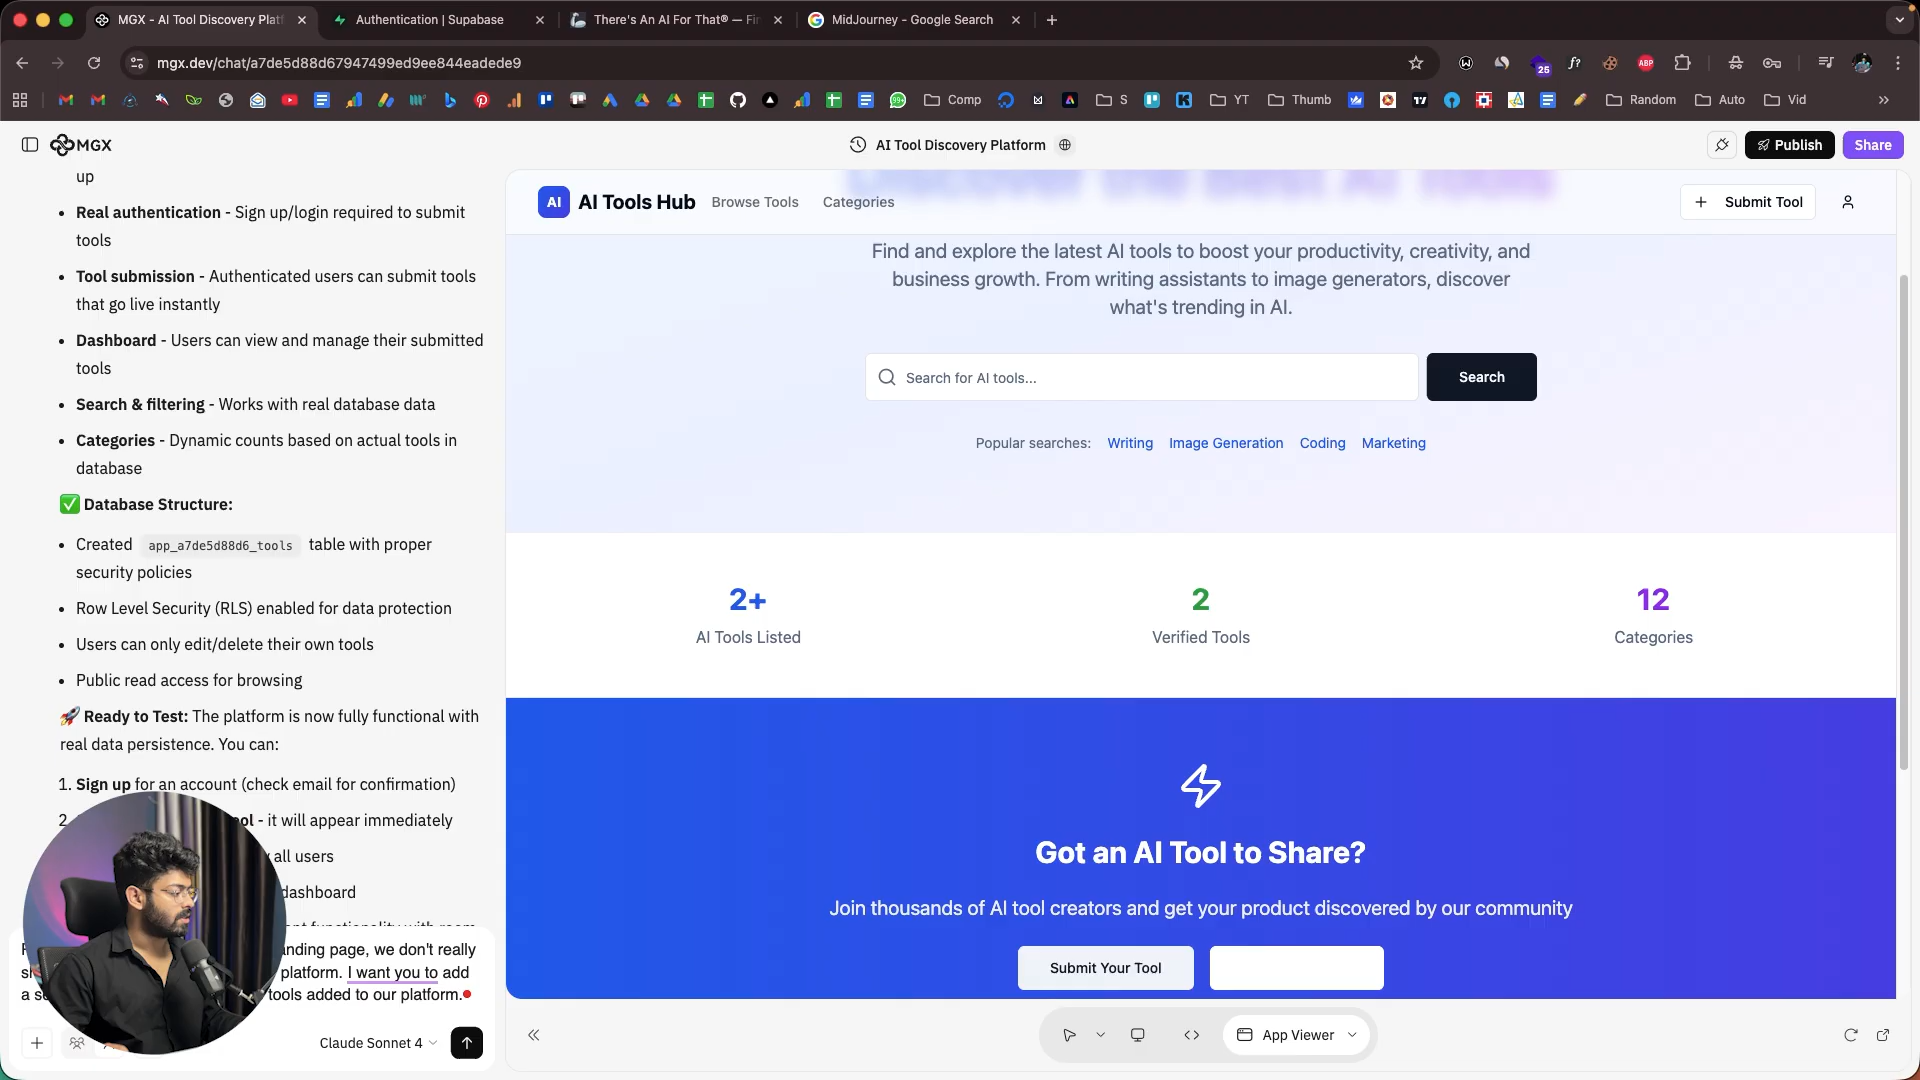 MGX - AI Tool Discovery Platf
Authentication | Supabase
There's An AI For That® — Fin
MidJourney - Google Search
mgx.dev/chat/a7de5d88d67947499ed9ee844eadede9
25
f?
ABP
Comp
S
YT
Thumb
Random
Auto
Vid
MGX
AI Tool Discovery Platform
Publish
Share
up
Real authentication - Sign up/login required to submit
tools
Tool submission - Authenticated users can submit tools
that go live instantly
Dashboard - Users can view and manage their submitted
tools
Search & filtering - Works with real database data
Categories - Dynamic counts based on actual tools in
database
✅ Database Structure:
Created app_a7de5d88d6_tools table with proper
security policies
Row Level Security (RLS) enabled for data protection
Users can only edit/delete their own tools
Public read access for browsing
🚀 Ready to Test: The platform is now fully functional with
real data persistence. You can:
1. Sign up for an account (check email for confirmation)
2. - it will appear immediately
all users
dashboard
landing page, we don't really
platform. I want you to add
tools added to our platform.
Claude Sonnet 4
Discover the Best AI Tools
AI
AI Tools Hub
Browse Tools
Categories
+ Submit Tool
Find and explore the latest AI tools to boost your productivity, creativity, and
business growth. From writing assistants to image generators, discover
what's trending in AI.
Search for AI tools...
Search
Popular searches: Writing Image Generation Coding Marketing
2+
AI Tools Listed
2
Verified Tools
12
Categories
Got an AI Tool to Share?
Join thousands of AI tool creators and get your product discovered by our community
Submit Your Tool
App Viewer